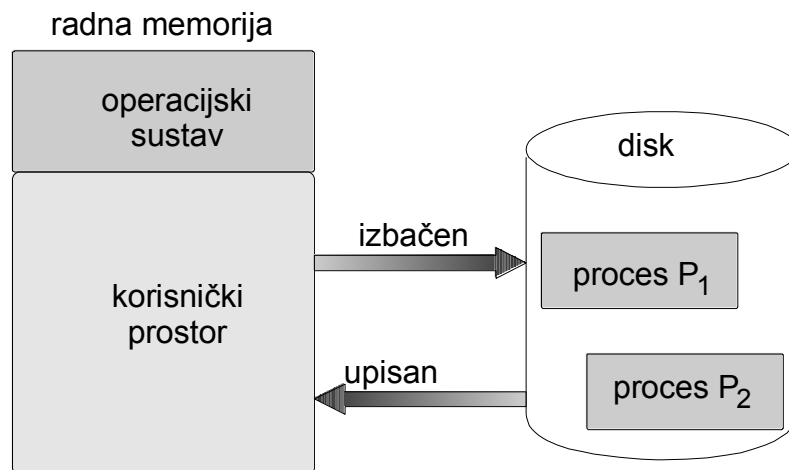 radna memorija
operacijski
sustav
disk
izbačen
proces P1
korisnički
prostor
upisan
proces P2